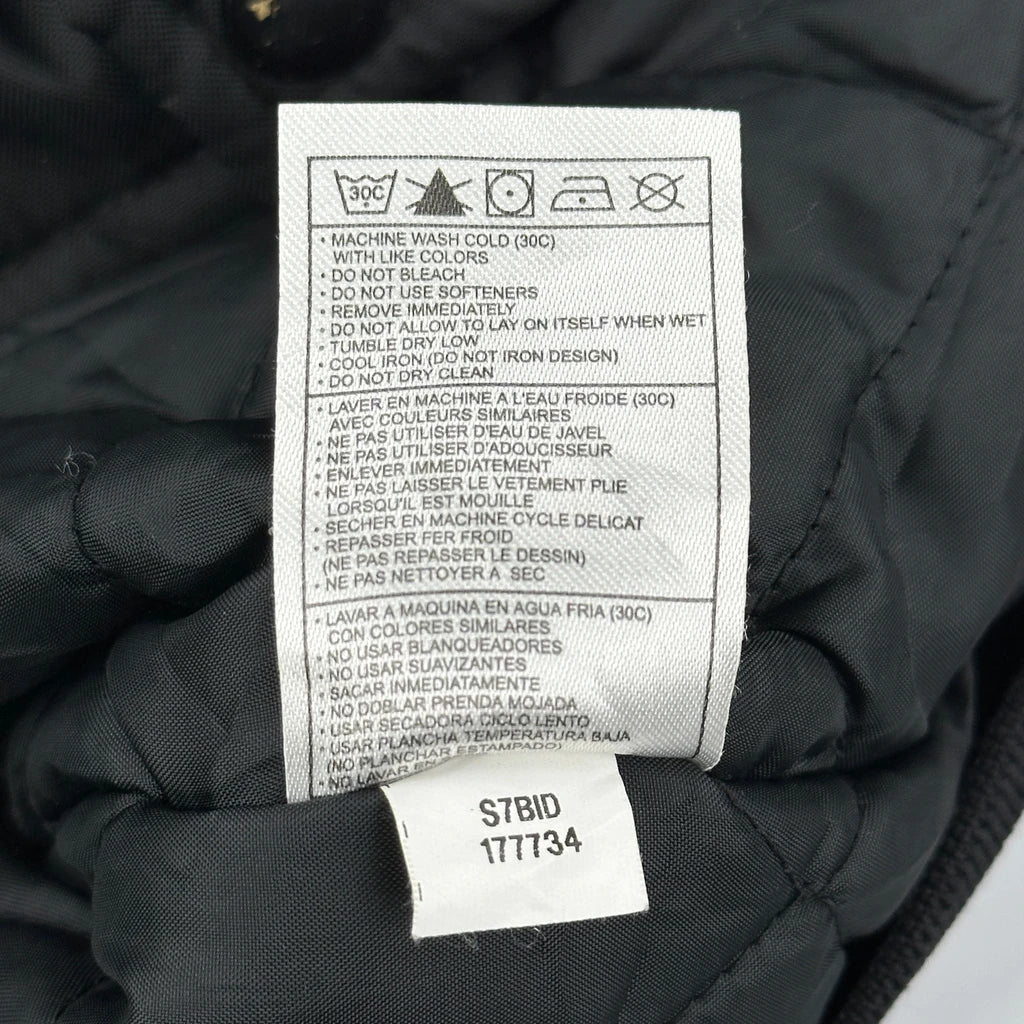 30C
• MACHINE WASH COLD (30C)
WITH LIKE COLORS
• DO NOT BLEACH
• DO NOT USE SOFTENERS
• REMOVE IMMEDIATELY
• DO NOT ALLOW TO LAY ON ITSELF WHEN WET
• TUMBLE DRY LOW
• COOL IRON (DO NOT IRON DESIGN)
• DO NOT DRY CLEAN
• LAVER EN MACHINE A L'EAU FROIDE (30C)
AVEC COULEURS SIMILAIRES
• NE PAS UTILISER D'EAU DE JAVEL
• NE PAS UTILISER D'ADOUCISSEUR
• ENLEVER IMMEDIATEMENT
• NE PAS LAISSER LE VETEMENT PLIE
LORSQU'IL EST MOUILLE
• SECHER EN MACHINE CYCLE DELICAT
• REPASSER FER FROID
(NE PAS REPASSER LE DESSIN)
• NE PAS NETTOYER A SEC
• LAVAR A MAQUINA EN AGUA FRIA (30C)
CON COLORES SIMILARES
• NO USAR BLANQUEADORES
• NO USAR SUAVIZANTES
• SACAR INMEDIATAMENTE
• NO DOBLAR PRENDA MOJADA
• USAR SECADORA CICLO LENTO
• USAR PLANCHA TEMPERATURA BAJA
(NO PLANCHAR ESTAMPADO)
• NO LAVAR EN
S7BID
177734